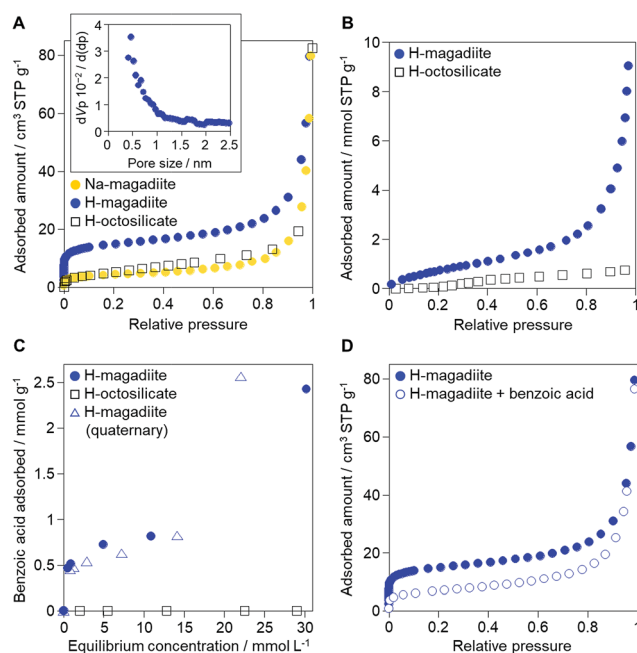 A
Adsorbed amount / cm³ STP g⁻¹
80
60
40
20
0
0
0.2
0.4
0.6
0.8
1
Relative pressure
dVp 10⁻² / d(dp)
4
3
2
1
0
0
0.5
1
1.5
2
2.5
Pore size / nm
Na-magadiite
H-magadiite
H-octosilicate
B
Adsorbed amount / mmol STP g⁻¹
10
8
6
4
2
0
0
0.2
0.4
0.6
0.8
1
Relative pressure
H-magadiite
H-octosilicate
C
Benzoic acid adsorbed / mmol g⁻¹
2.5
2
1.5
1
0.5
0
0
5
10
15
20
25
30
Equilibrium concentration / mmol L⁻¹
H-magadiite
H-octosilicate
H-magadiite
(quaternary)
D
Adsorbed amount / cm³ STP g⁻¹
80
60
40
20
0
0
0.2
0.4
0.6
0.8
1
Relative pressure
H-magadiite
H-magadiite + benzoic acid